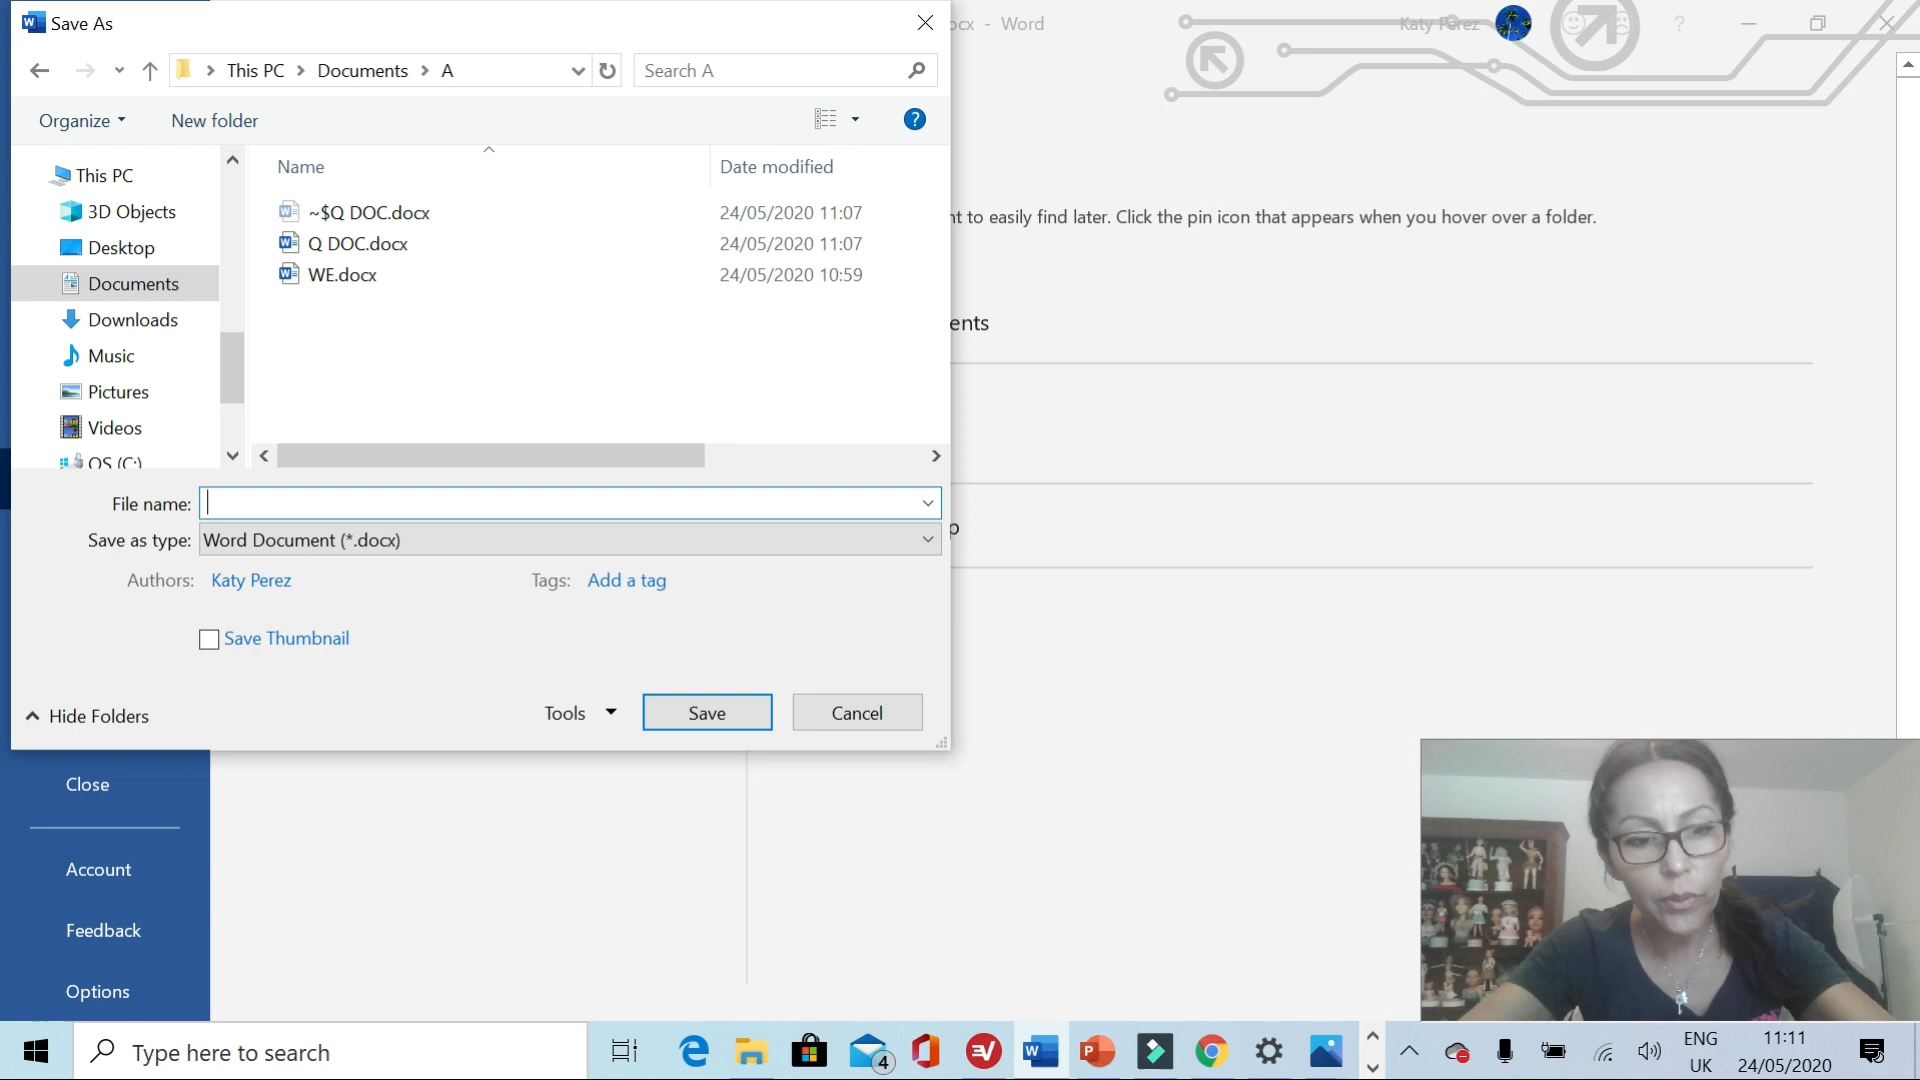 Save As
ocx - Word
Katy Perez
This PC > Documents > A
Search A
Organize
New folder
Name
Date modified
This PC
3D Objects
Desktop
Documents
Downloads
Music
Pictures
Videos
OS (C:)
~$Q DOC.docx 24/05/2020 11:07
Q DOC.docx 24/05/2020 11:07
WE.docx 24/05/2020 10:59
nt to easily find later. Click the pin icon that appears when you hover over a folder.
ents
File name:
Save as type: Word Document (*.docx)
p
Authors: Katy Perez
Tags: Add a tag
Save Thumbnail
Hide Folders
Tools
Save
Cancel
Close
Account
Feedback
Options
Type here to search
4
ENG
UK
11:11
24/05/2020